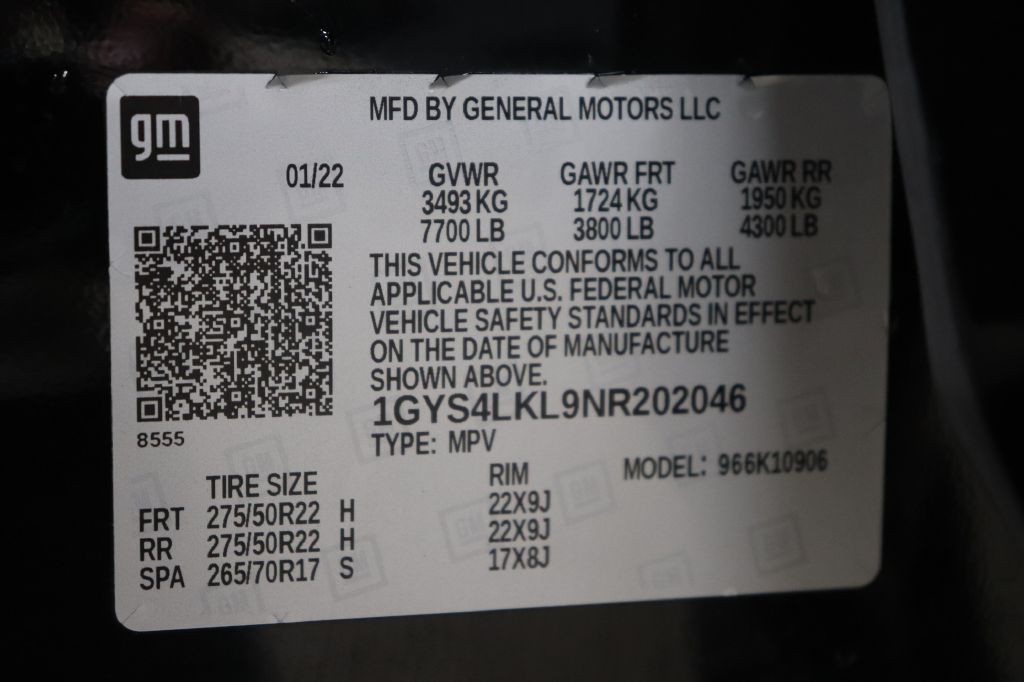 gm
MFD BY GENERAL MOTORS LLC
01/22 GVWR GAWR FRT GAWR RR
3493 KG 1724 KG 1950 KG
7700 LB 3800 LB 4300 LB
THIS VEHICLE CONFORMS TO ALL
APPLICABLE U.S. FEDERAL MOTOR
VEHICLE SAFETY STANDARDS IN EFFECT
ON THE DATE OF MANUFACTURE
SHOWN ABOVE.
1GYS4LKL9NR202046
8555
TYPE: MPV
MODEL: 966K10906
TIRE SIZE RIM
FRT 275/50R22 H 22X9J
RR 275/50R22 H 22X9J
SPA 265/70R17 S 17X8J